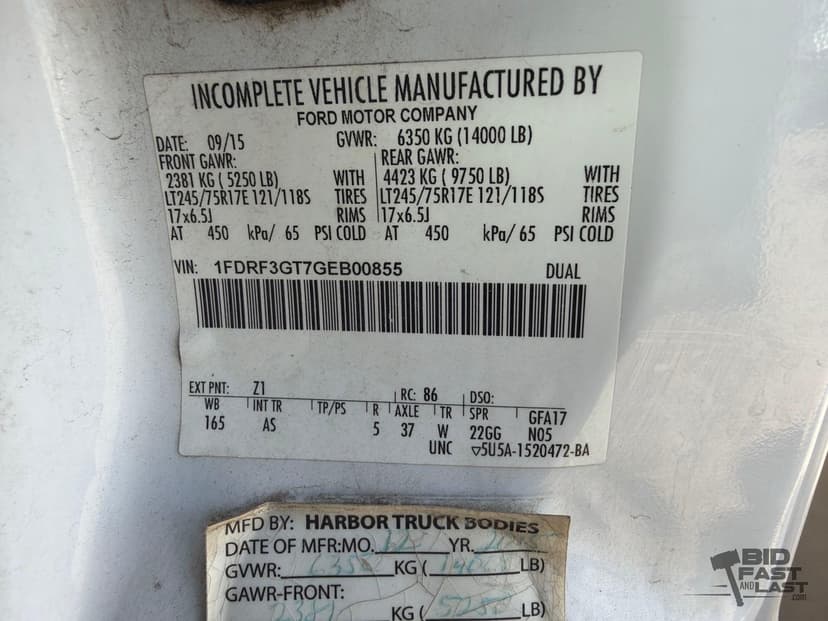 INCOMPLETE VEHICLE MANUFACTURED BY
FORD MOTOR COMPANY
DATE: 09/15 GVWR: 6350 KG (14000 LB)
FRONT GAWR: REAR GAWR:
2381 KG ( 5250 LB) WITH 4423 KG ( 9750 LB) WITH
LT245/75R17E 121/118S TIRES LT245/75R17E 121/118S TIRES
17x6.5J RIMS 17x6.5J RIMS
AT 450 kPa/ 65 PSI COLD AT 450 kPa/ 65 PSI COLD
VIN: 1FDRF3GT7GEB00855 DUAL
EXT PNT: Z1 RC: 86 DSO:
WB INT TR TP/PS R AXLE TR SPR GFA17
165 AS 5 37 W 22GG N05
UNC ▽5U5A-1520472-BA
MFD BY: HARBOR TRUCK BODIES
DATE OF MFR:MO. YR.
GVWR: KG ( LB)
GAWR-FRONT:
KG ( LB)
BID
FAST
AND
LAST
.COM